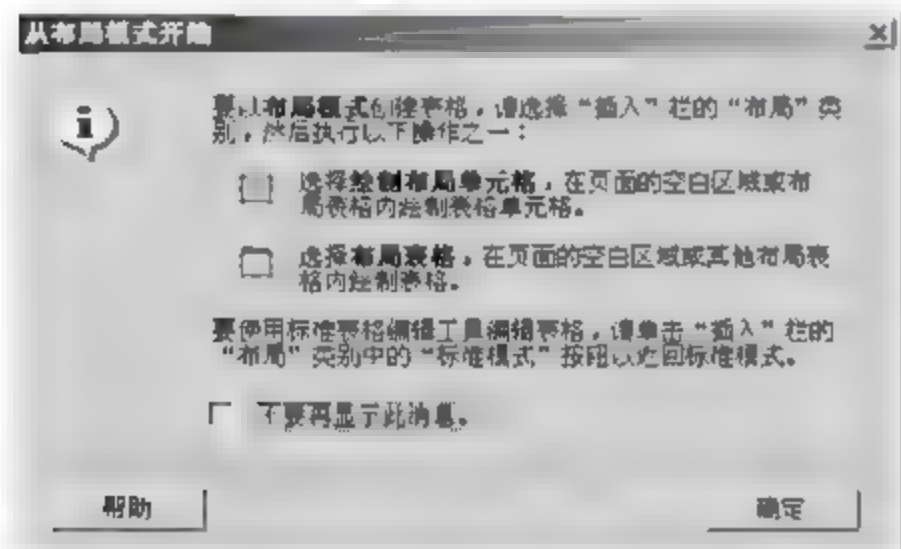 从布局模式开始
要以布局模式创建表格，请选择“插入”栏的“布局”类
别，然后执行以下操作之一：
选择绘制布局单元格，在页面的空白区域或布
局表格内绘制表格单元格。
选择布局表格，在页面的空白区域或其他布局表
格内绘制表格。
要使用标准表格编辑工具编辑表格，请单击“插入”栏的
“布局”类别中的“标准模式”按钮以返回标准模式。
不要再显示此消息。
帮助
确定